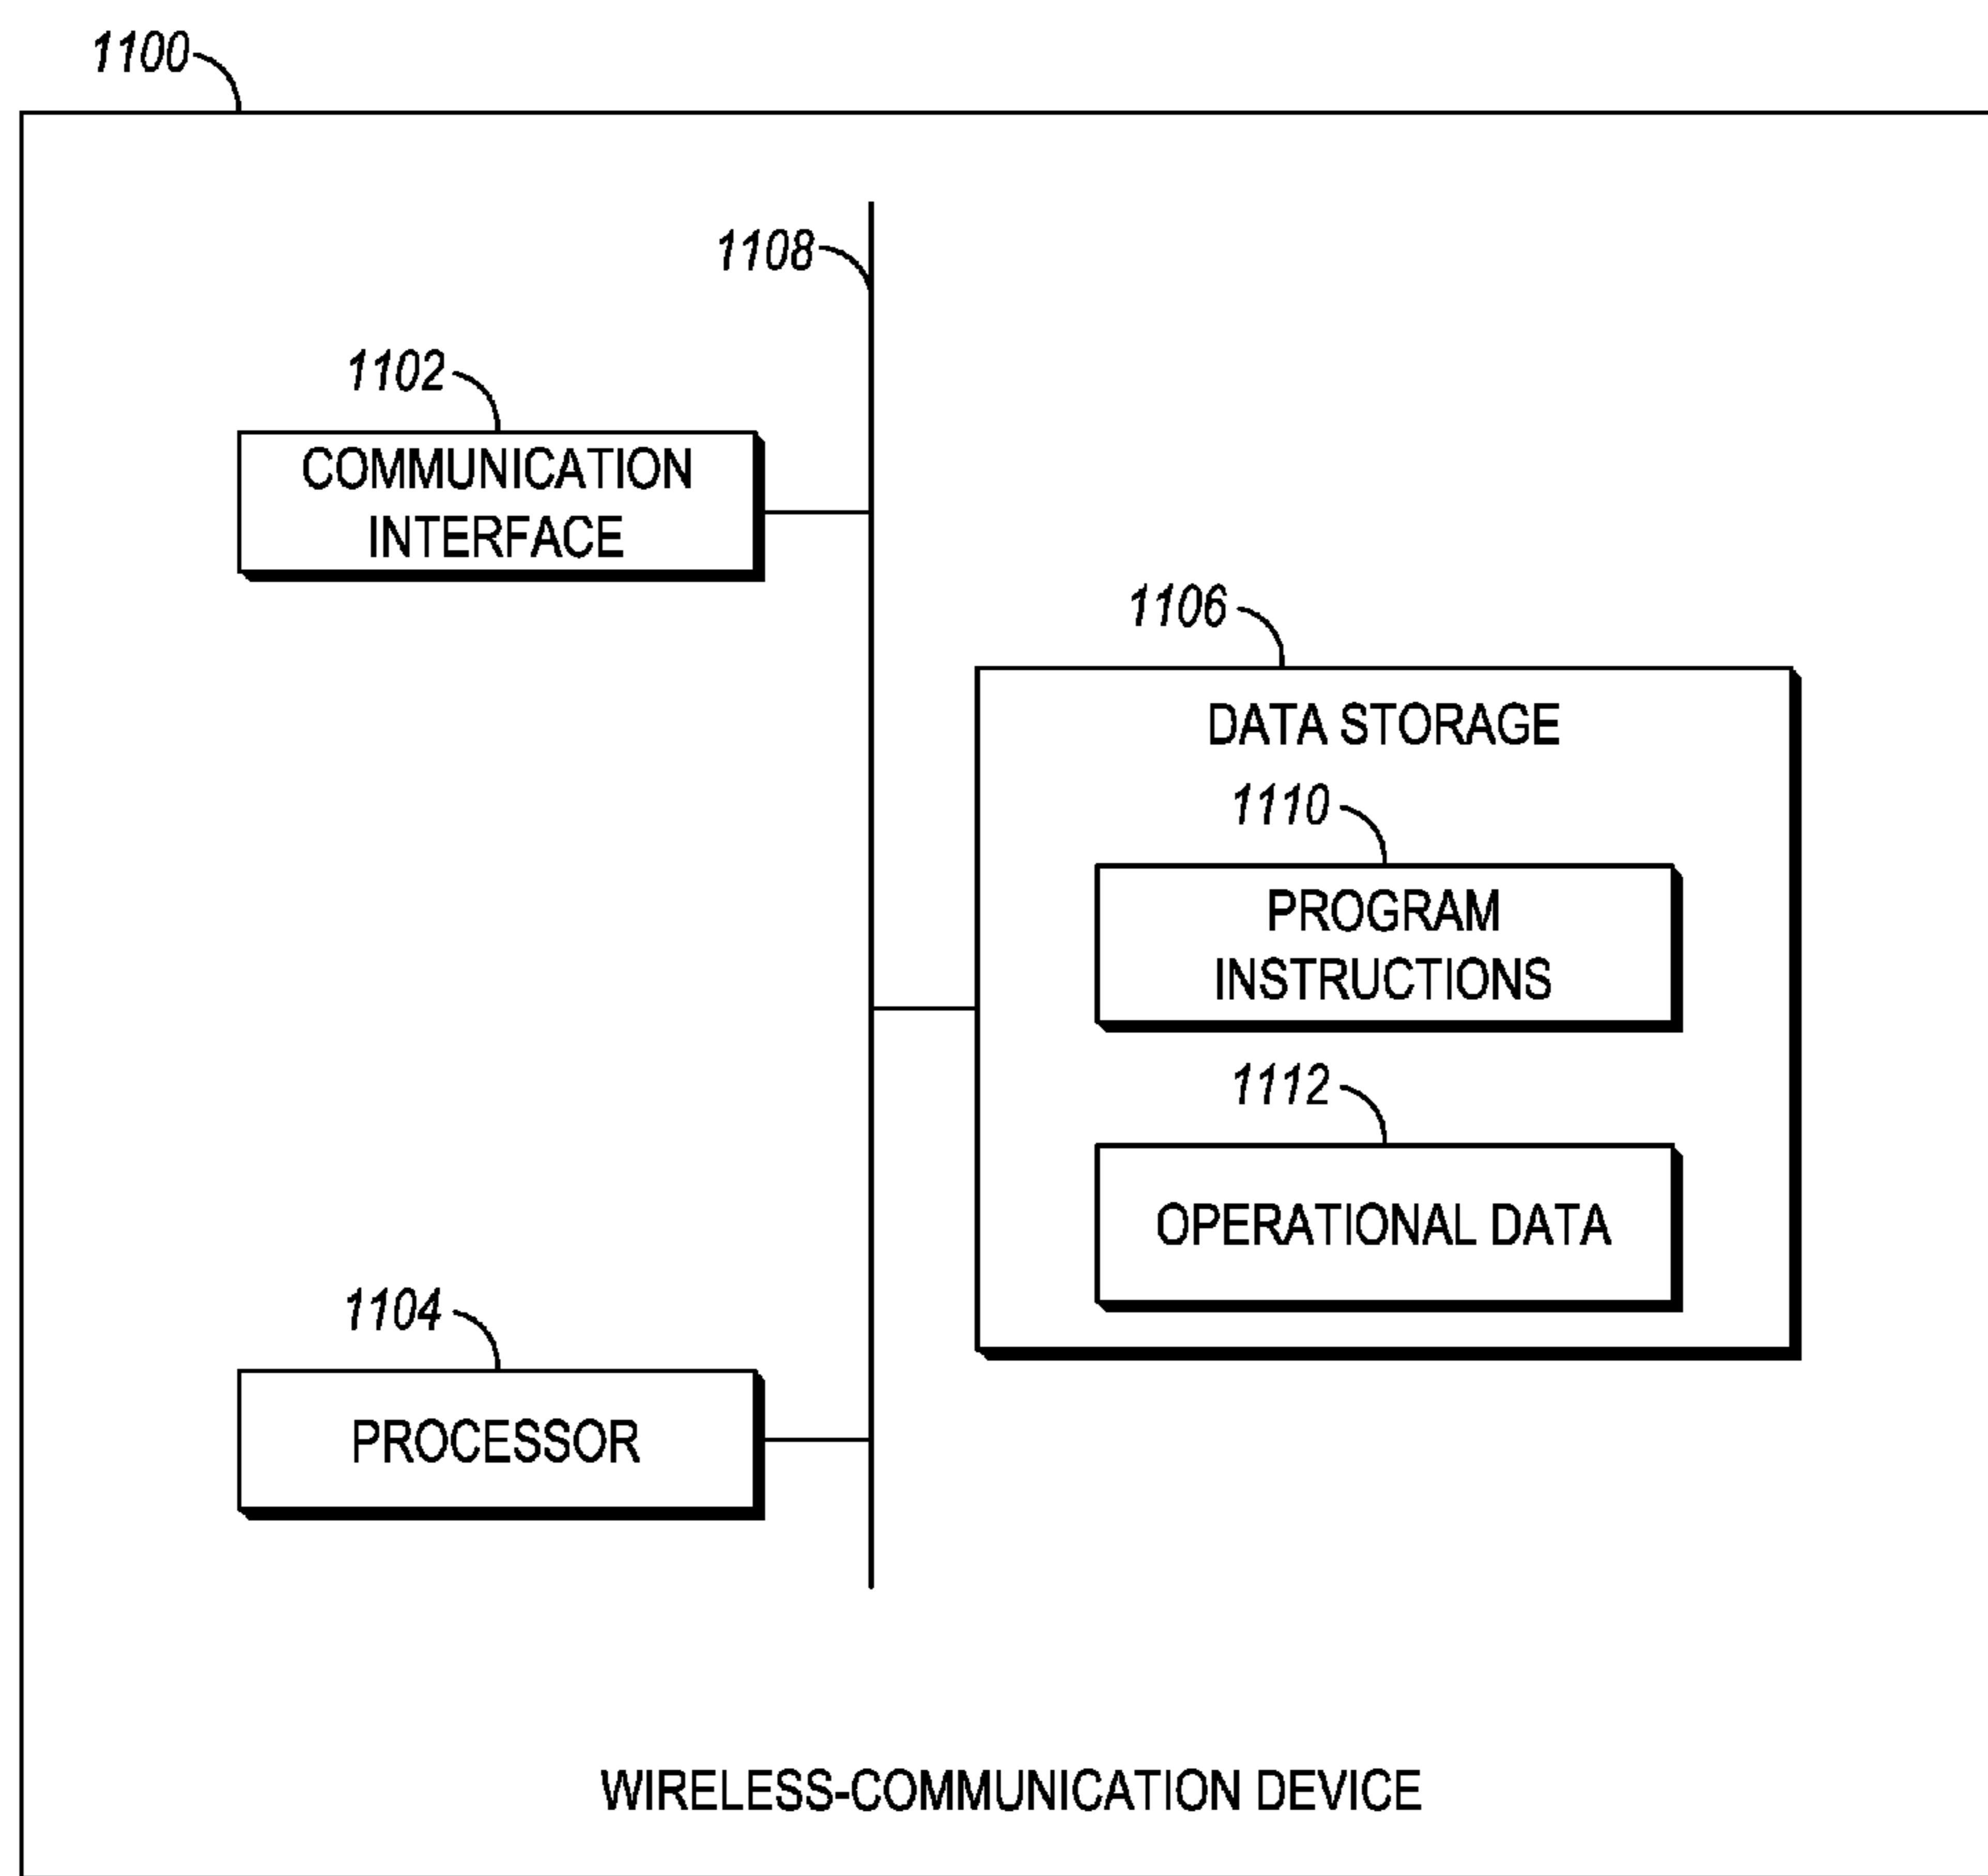 1100
1108
1102
COMMUNICATION
INTERFACE
1106
DATA STORAGE
1110
PROGRAM
INSTRUCTIONS
1112
OPERATIONAL DATA
1104
PROCESSOR
WIRELESS-COMMUNICATION DEVICE